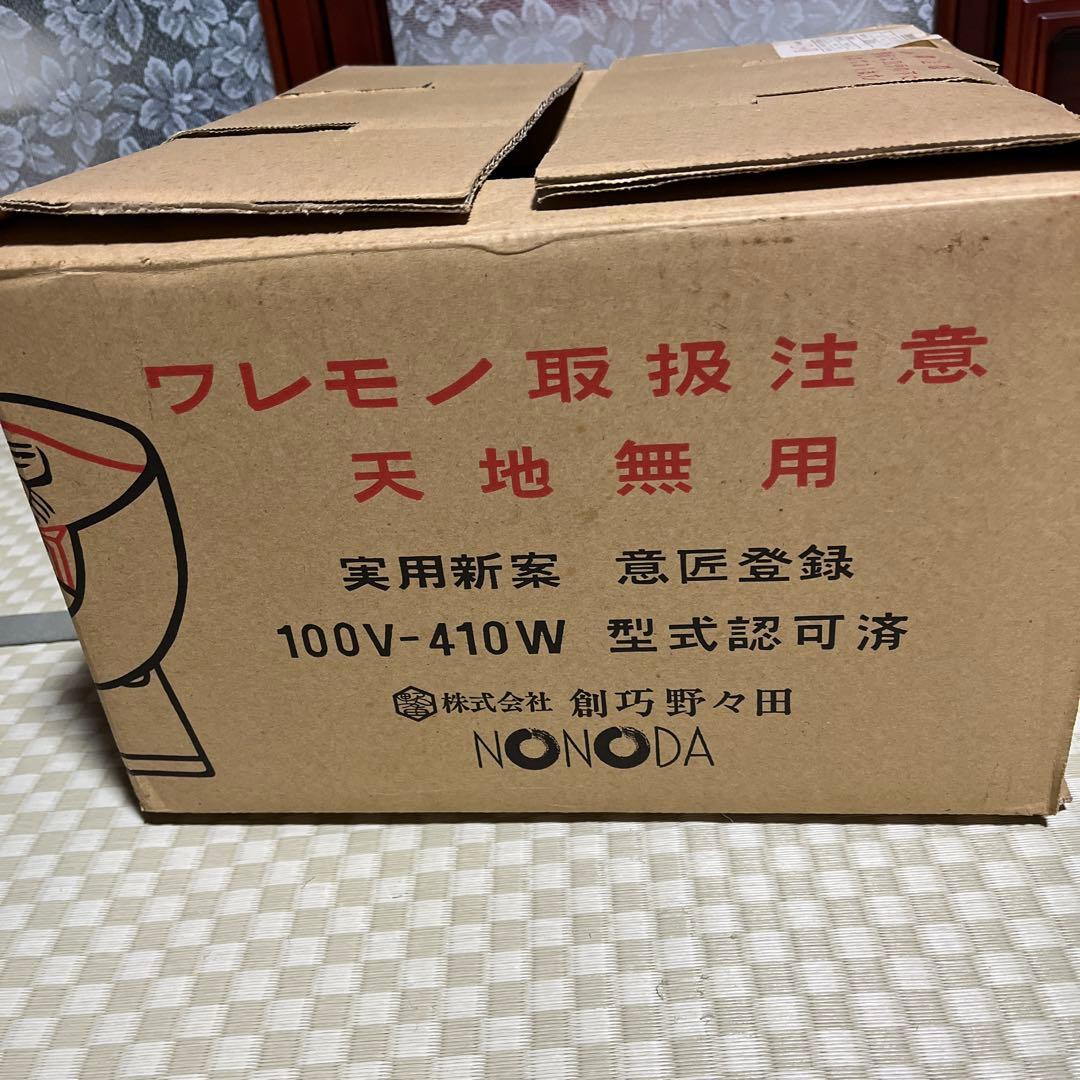 ワレモノ取扱注意
天地無用
実用新案 意匠登録
100V-410W 型式認可済
株式会社 創巧野々田
NONODA